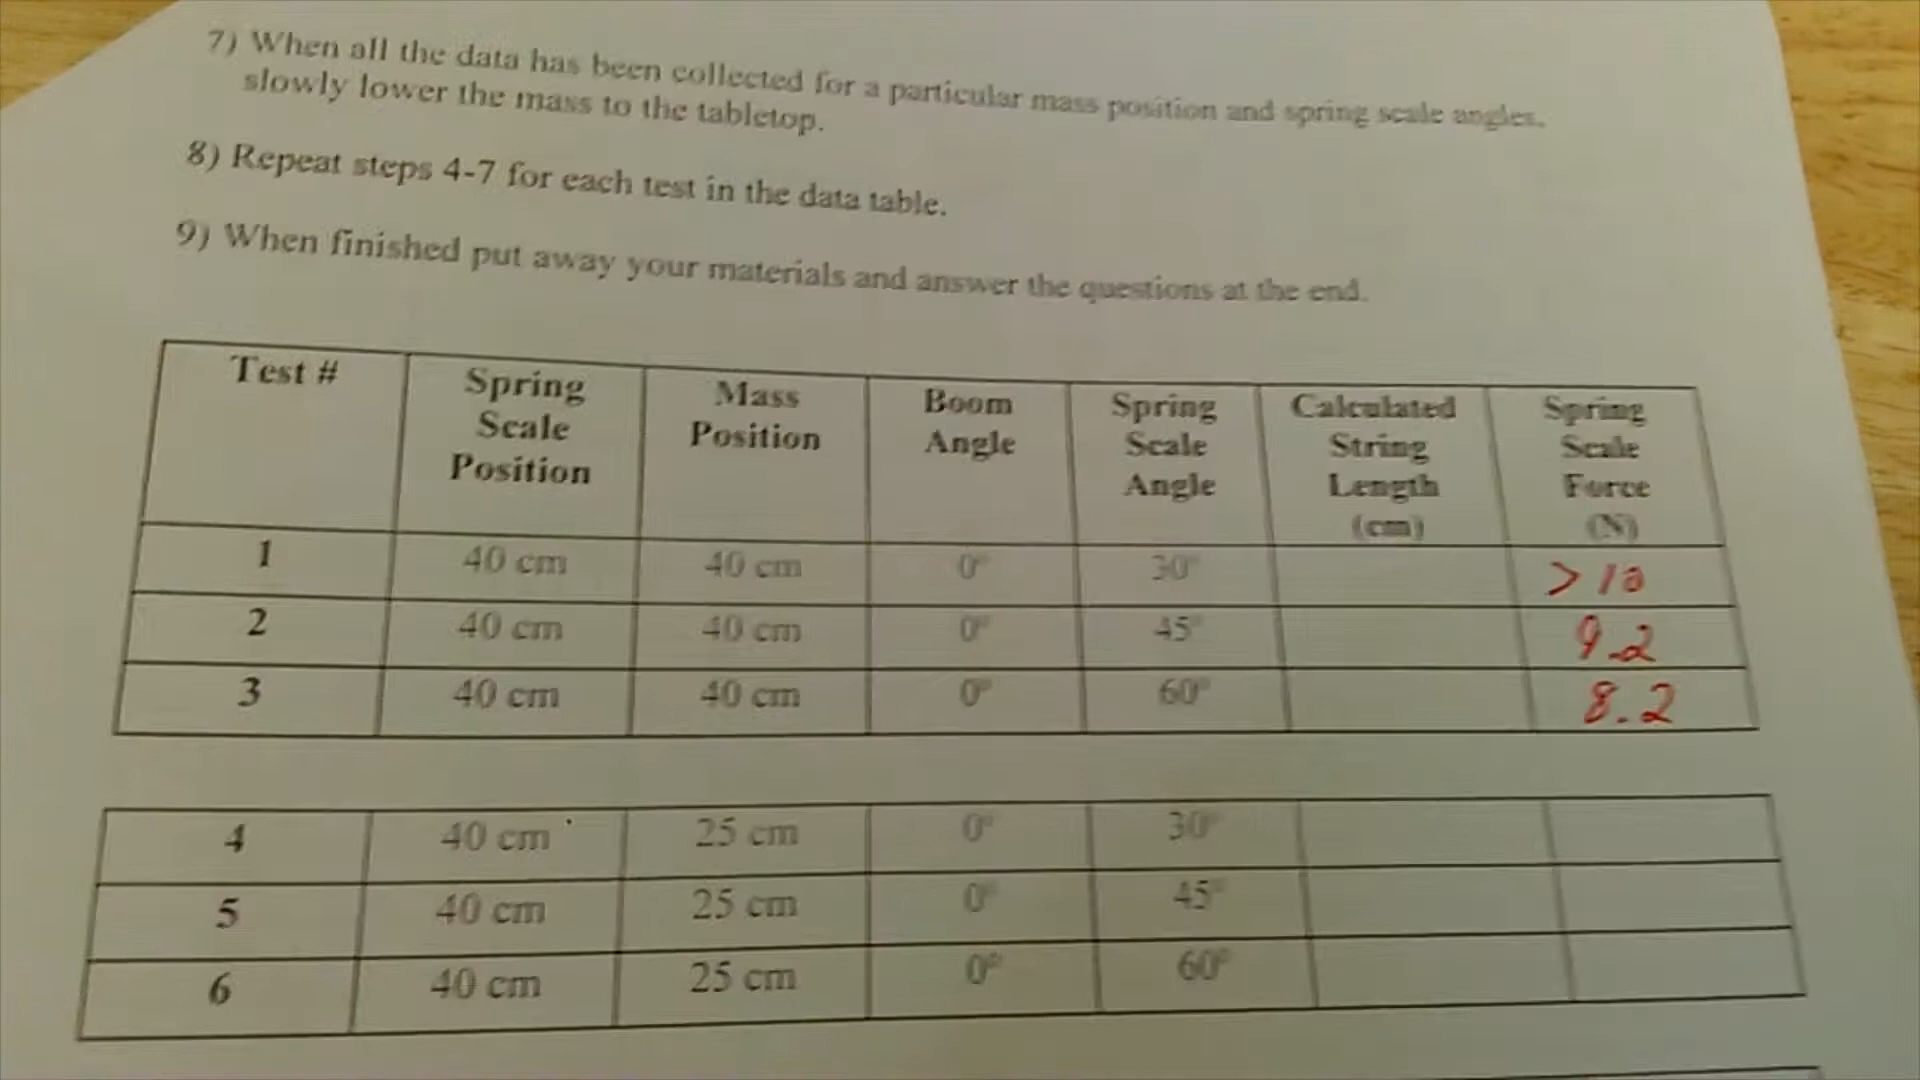 7) When all the data has been collected for a particular mass position and spring scale angles,
slowly lower the mass to the tabletop.
8) Repeat steps 4-7 for each test in the data table.
9) When finished put away your materials and answer the questions at the end.
Test # Spring Scale Position Mass Position Boom Angle Spring Scale Angle Calculated String Length (cm) Spring Scale Force (N)
1 40 cm 40 cm 0° 30° >10
2 40 cm 40 cm 0° 45° 9.2
3 40 cm 40 cm 0° 60° 8.2
4 40 cm 25 cm 0° 30°
5 40 cm 25 cm 0° 45°
6 40 cm 25 cm 0° 60°